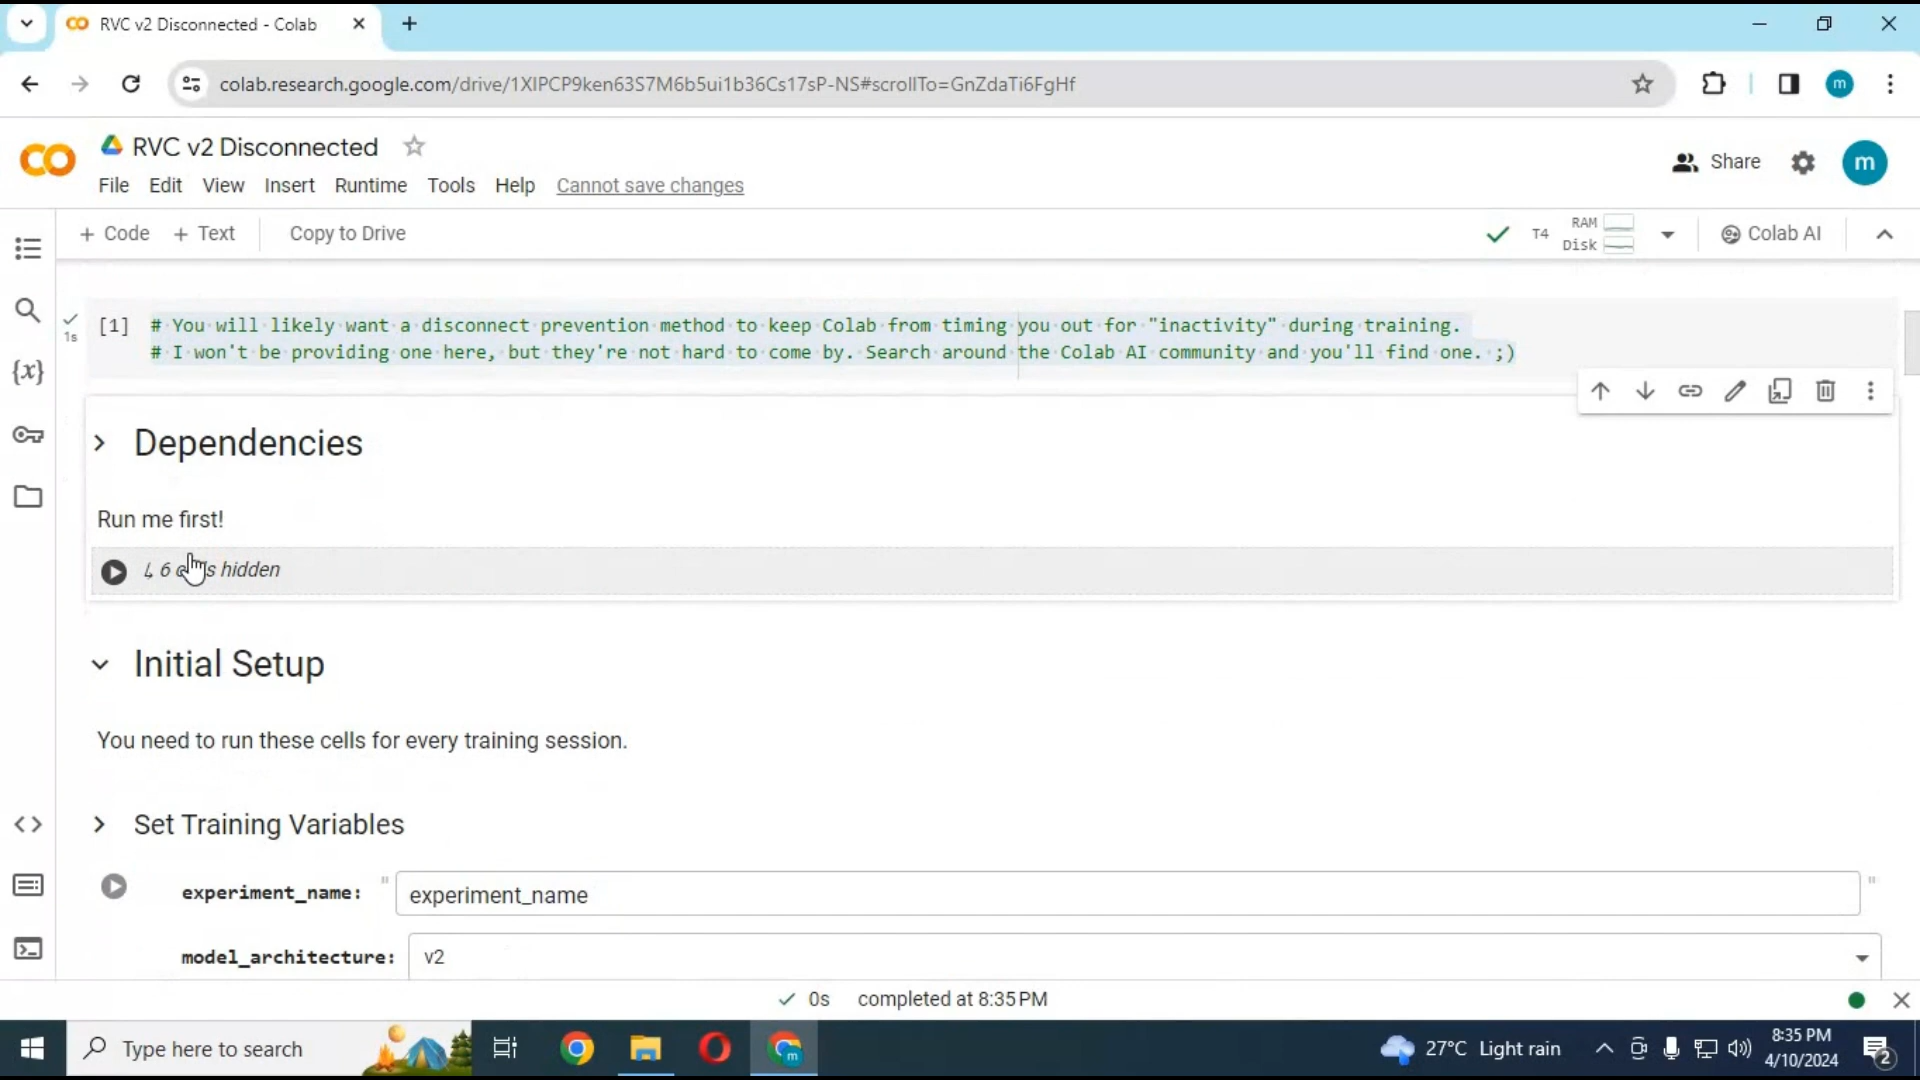 RVC v2 Disconnected - Colab
colab.research.google.com/drive/1XIPCP9ken63S7M6b5ui1b36Cs17sP-NS#scrollTo=GnZdaTi6FgHf
m
CO
RVC v2 Disconnected
File Edit View Insert Runtime Tools Help Cannot save changes
Share
m
+ Code + Text Copy to Drive
T4 RAM
Disk
Colab AI
[1] # You will likely want a disconnect prevention method to keep Colab from timing you out for "inactivity" during training.
1s # I won't be providing one here, but they're not hard to come by. Search around the Colab AI community and you'll find one. ;)
{x}
Dependencies
Run me first!
↳ 6 hidden
Initial Setup
You need to run these cells for every training session.
Set Training Variables
experiment_name: " experiment_name "
model_architecture: v2
✓ 0s completed at 8:35 PM
Type here to search
m
27°C Light rain
8:35 PM
4/10/2024
2